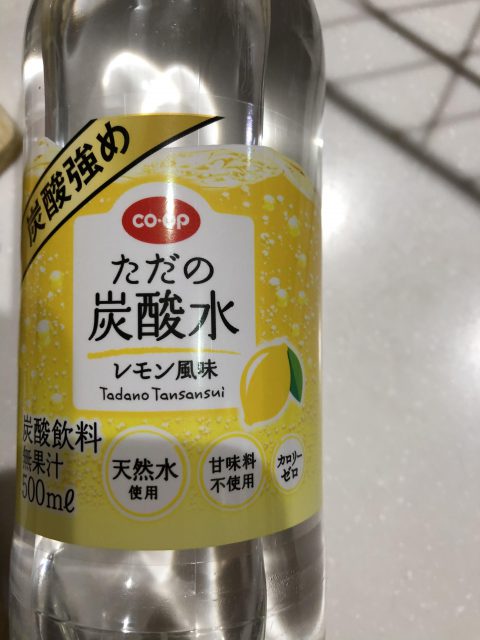 炭酸強め
CO·OP
ただの
炭酸水
レモン風味
Tadano Tansansui
炭酸飲料
無果汁
500mℓ
天然水
使用
甘味料
不使用
カロリー
ゼロ